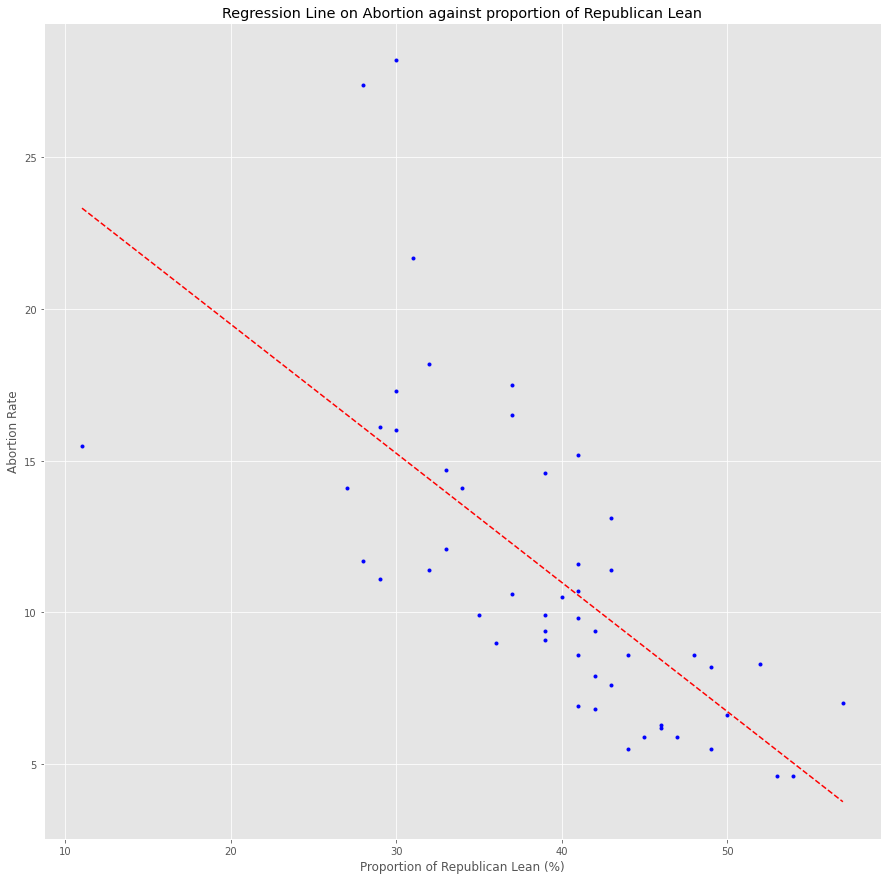 Regression Line on Abortion against proportion of Republican Lean
25
20
15
10
5
Abortion Rate
10 20 30 40 50
Proportion of Republican Lean (%)